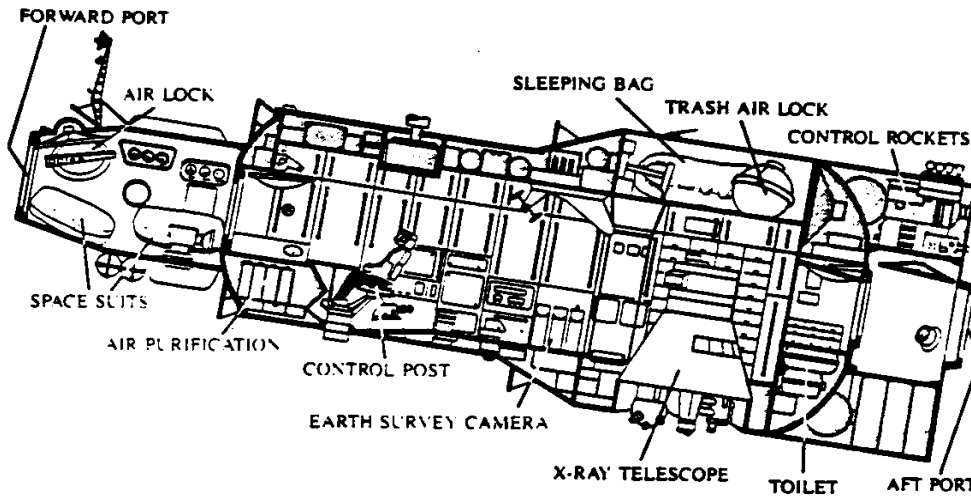 FORWARD PORT
AIR LOCK
SLEEPING BAG
TRASH AIR LOCK
CONTROL ROCKETS
SPACE SUITS
AIR PURIFICATION
CONTROL POST
EARTH SURVEY CAMERA
X-RAY TELESCOPE
TOILET
AFT PORT